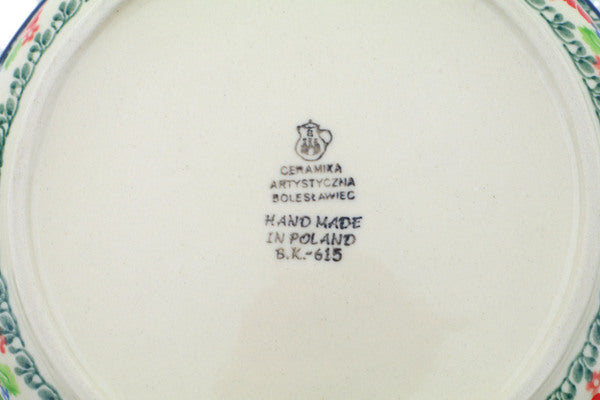 CERAMIKA
ARTYSTYCZNA
BOLESŁAWIEC
HAND MADE
IN POLAND
B.K.-615